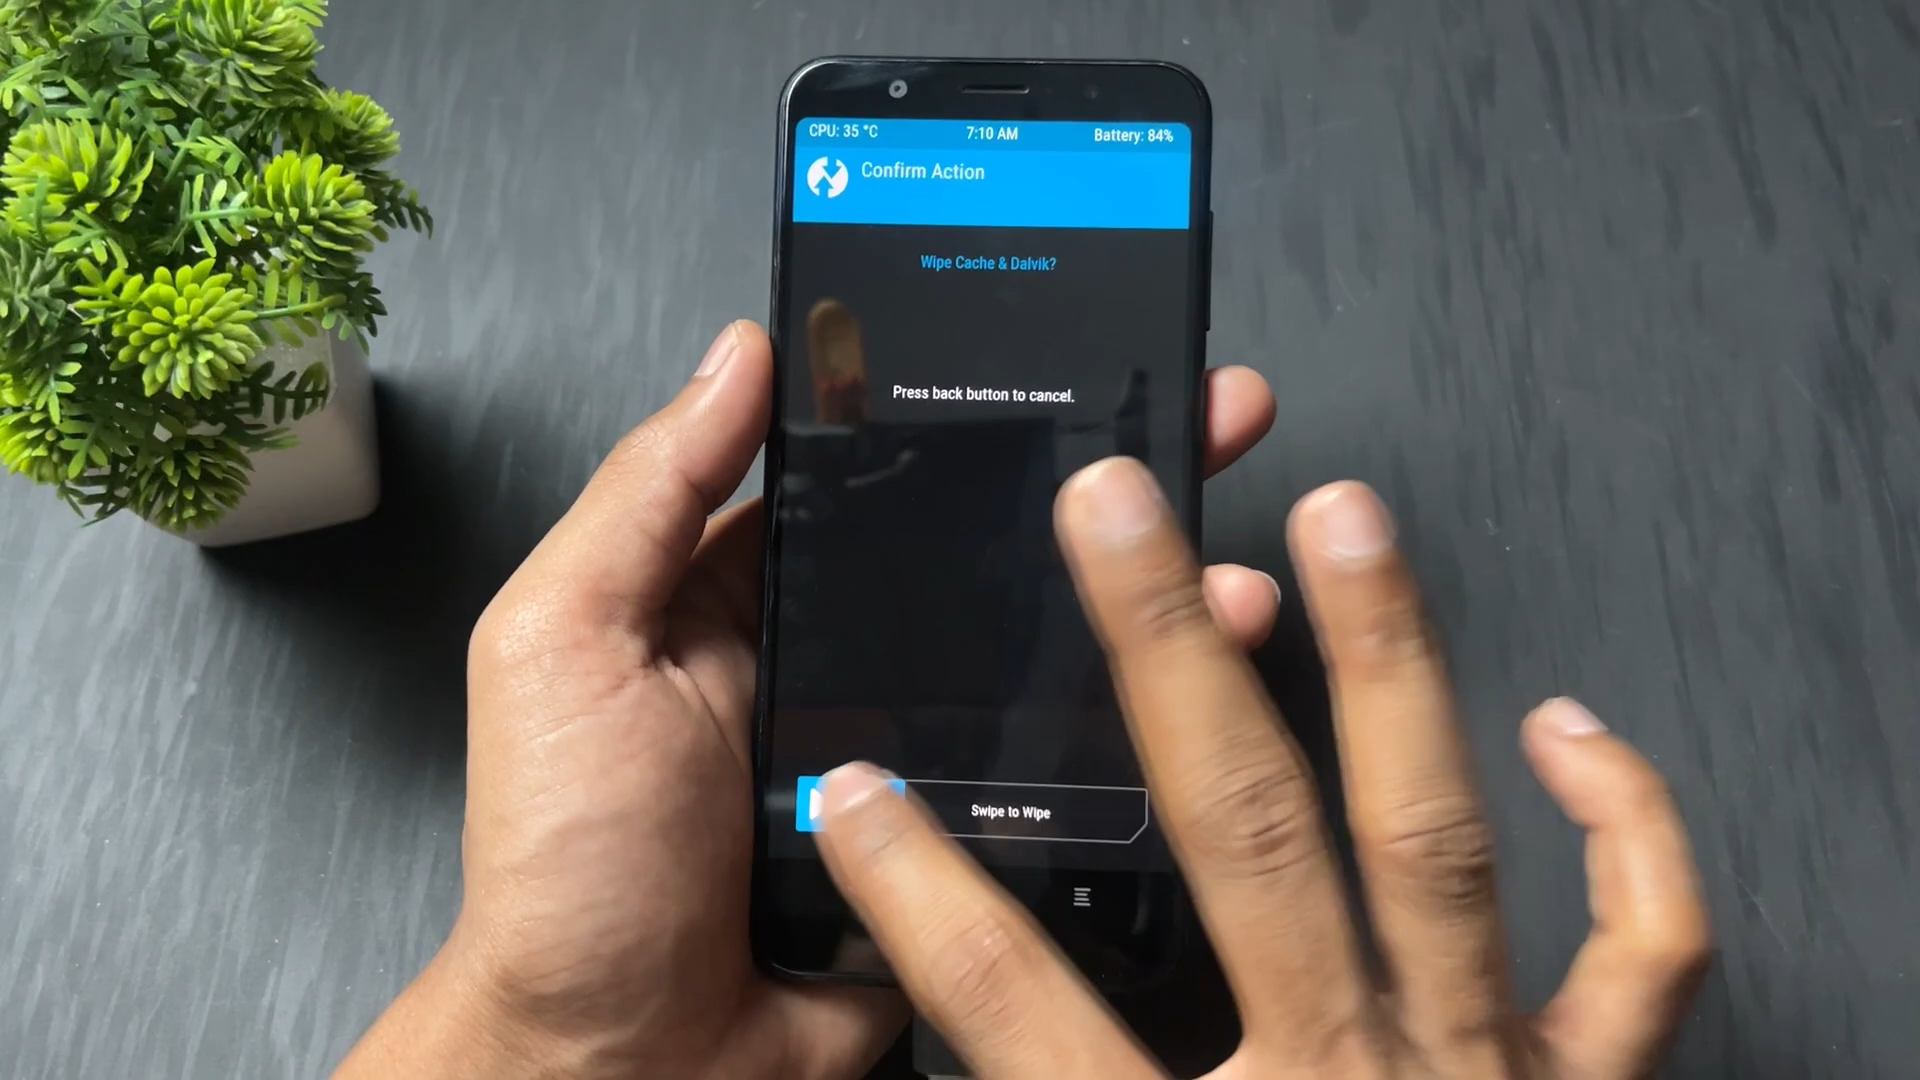 CPU: 35 °C 7:10 AM Battery: 84%
Confirm Action
Wipe Cache & Dalvik?
Press back button to cancel.
Swipe to Wipe